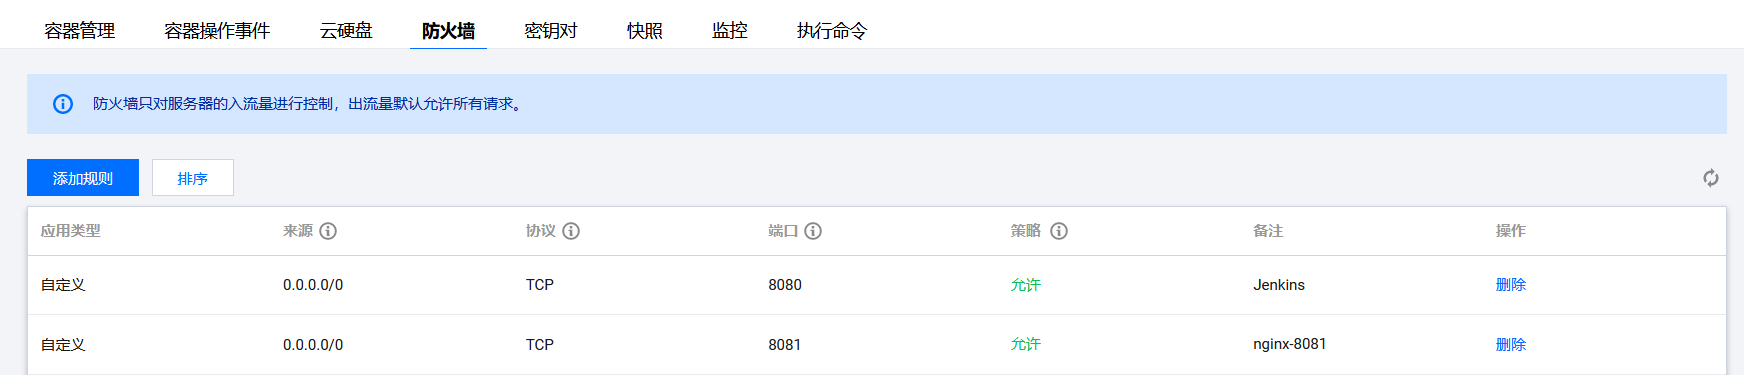 容器管理 容器操作事件 云硬盘 防火墙 密钥对 快照 监控 执行命令
防火墙只对服务器的入流量进行控制，出流量默认允许所有请求。
添加规则 排序
应用类型 来源 协议 端口 策略 备注 操作
自定义 0.0.0.0/0 TCP 8080 允许 Jenkins 删除
自定义 0.0.0.0/0 TCP 8081 允许 nginx-8081 删除